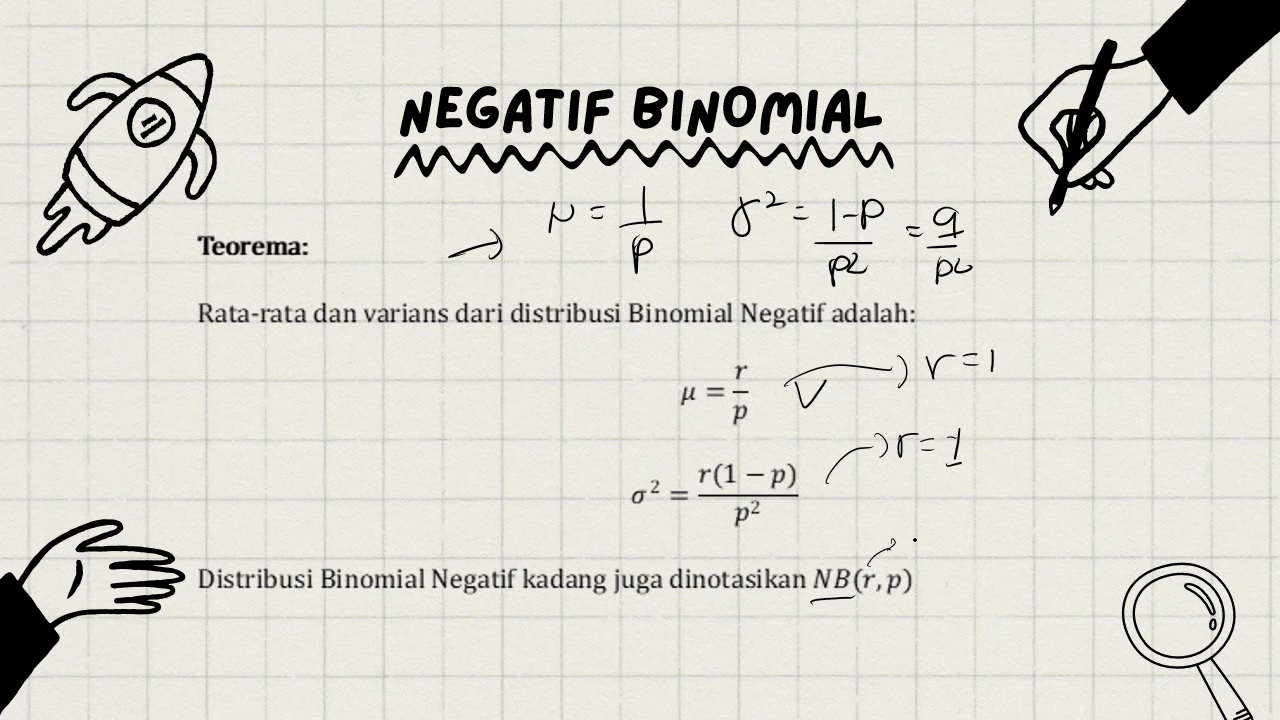 NEGATIF BINOMIAL
μ = 1/p   σ² = 1-p/p² = q/p²
Teorema: →
Rata-rata dan varians dari distribusi Binomial Negatif adalah:
μ = r/p → r = 1
σ² = r(1 − p)/p² → r = 1
Distribusi Binomial Negatif kadang juga dinotasikan NB(r, p)